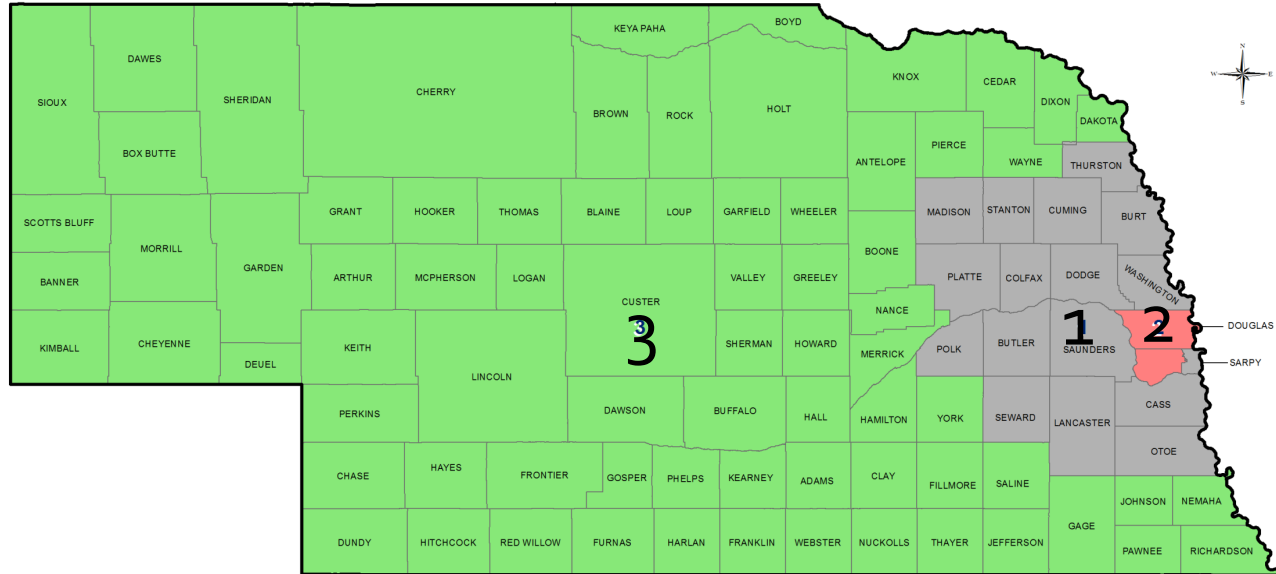 KEYA PAHA
BOYD
N
W
E
S
DAWES
SIOUX
SHERIDAN
CHERRY
BROWN
ROCK
HOLT
KNOX
CEDAR
DIXON
DAKOTA
BOX BUTTE
ANTELOPE
PIERCE
WAYNE
THURSTON
SCOTTS BLUFF
MORRILL
GARDEN
GRANT
HOOKER
THOMAS
BLAINE
LOUP
GARFIELD
WHEELER
BOONE
MADISON
STANTON
CUMING
BURT
BANNER
ARTHUR
MCPHERSON
LOGAN
CUSTER
VALLEY
GREELEY
PLATTE
COLFAX
DODGE
WASHINGTON
NANCE
KIMBALL
CHEYENNE
DEUEL
KEITH
LINCOLN
3
3
SHERMAN
HOWARD
MERRICK
POLK
BUTLER
1
1
SAUNDERS
2
2
DOUGLAS
SARPY
PERKINS
DAWSON
BUFFALO
HALL
HAMILTON
YORK
SEWARD
LANCASTER
CASS
OTOE
CHASE
HAYES
FRONTIER
GOSPER
PHELPS
KEARNEY
ADAMS
CLAY
FILLMORE
SALINE
GAGE
JOHNSON
NEMAHA
DUNDY
HITCHCOCK
RED WILLOW
FURNAS
HARLAN
FRANKLIN
WEBSTER
NUCKOLLS
THAYER
JEFFERSON
PAWNEE
RICHARDSON